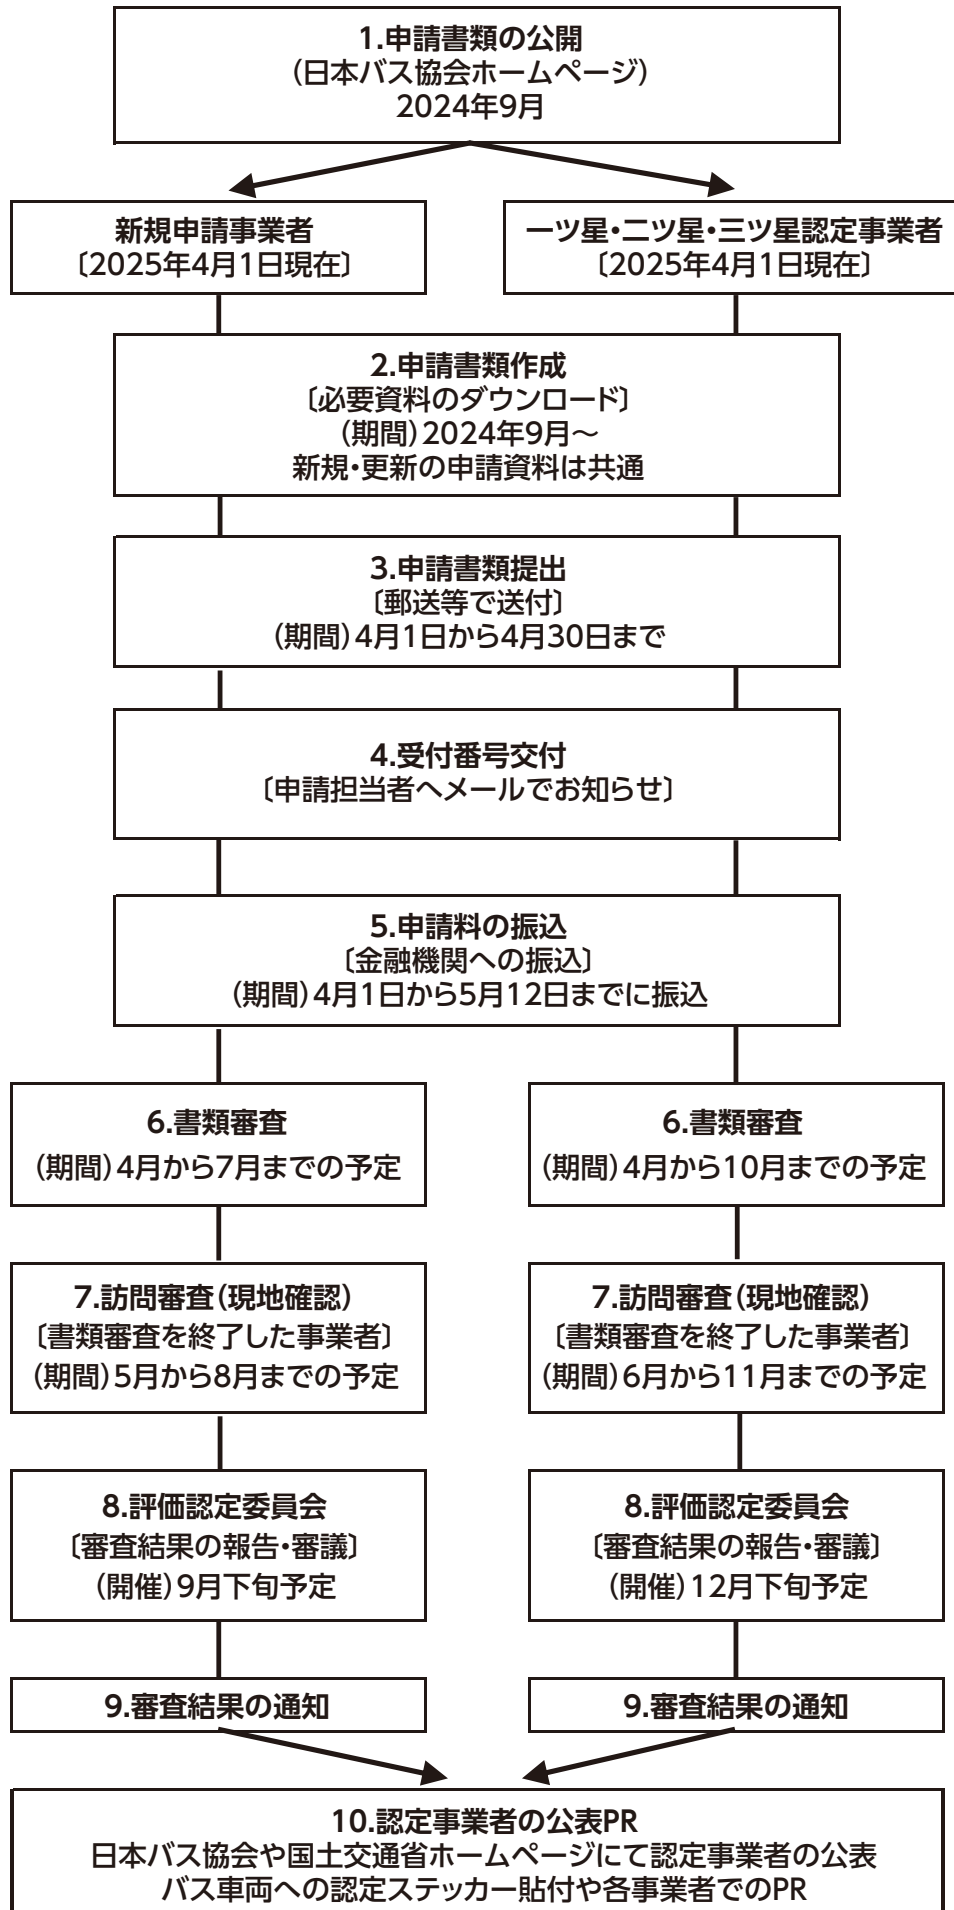 1.申請書類の公開
(日本バス協会ホームページ)
2024年9月
新規申請事業者
〔2025年4月1日現在〕
一ツ星・二ツ星・三ツ星認定事業者
〔2025年4月1日現在〕
2.申請書類作成
〔必要資料のダウンロード〕
(期間)2024年9月～
新規・更新の申請資料は共通
3.申請書類提出
〔郵送等で送付〕
(期間)4月1日から4月30日まで
4.受付番号交付
〔申請担当者へメールでお知らせ〕
5.申請料の振込
〔金融機関への振込〕
(期間)4月1日から5月12日までに振込
6.書類審査
(期間)4月から7月までの予定
6.書類審査
(期間)4月から10月までの予定
7.訪問審査(現地確認)
〔書類審査を終了した事業者〕
(期間)5月から8月までの予定
7.訪問審査(現地確認)
〔書類審査を終了した事業者〕
(期間)6月から11月までの予定
8.評価認定委員会
〔審査結果の報告・審議〕
(開催)9月下旬予定
8.評価認定委員会
〔審査結果の報告・審議〕
(開催)12月下旬予定
9.審査結果の通知
9.審査結果の通知
10.認定事業者の公表PR
日本バス協会や国土交通省ホームページにて認定事業者の公表
バス車両への認定ステッカー貼付や各事業者でのPR